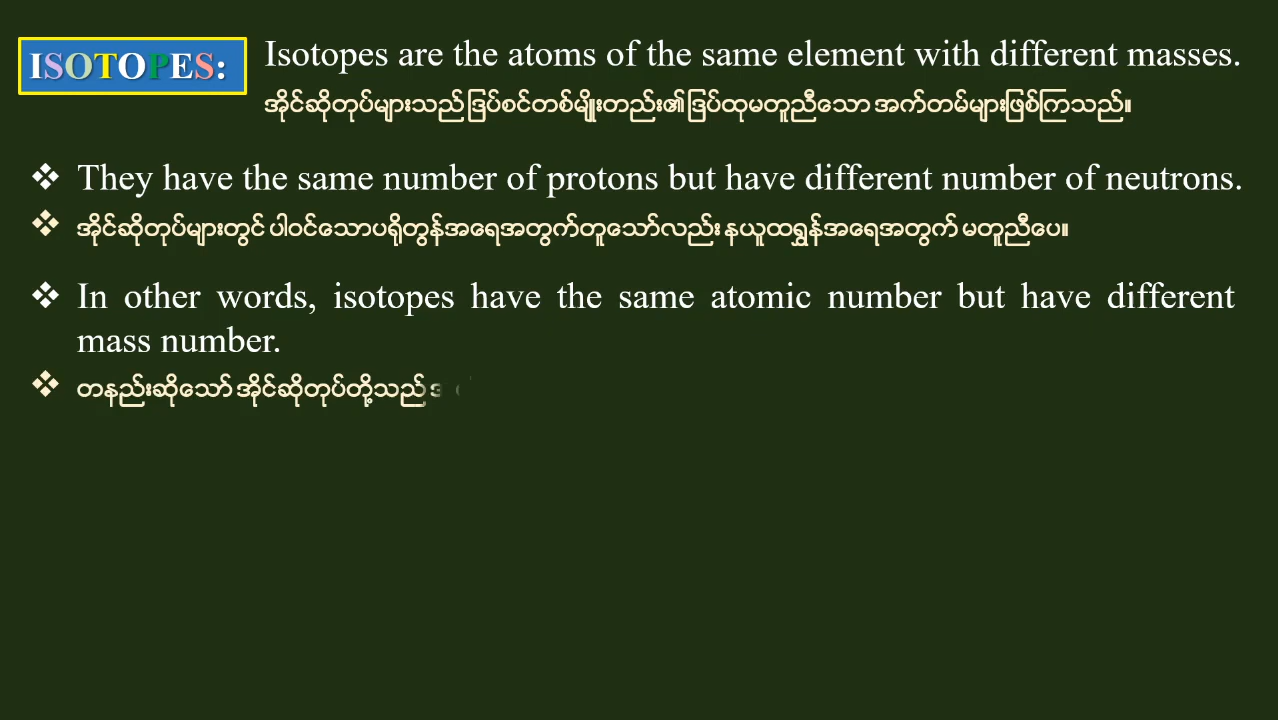 ISOTOPES:
Isotopes are the atoms of the same element with different masses.
အိုင်ဆိုတုပ်များသည် ဒြပ်စင်တစ်မျိုးတည်း၏ ဒြပ်ထုမတူညီသော အက်တမ်များဖြစ်ကြသည်။
❖ They have the same number of protons but have different number of neutrons.
❖ အိုင်ဆိုတုပ်များတွင် ပါဝင်သောပရိုတွန်အရေအတွက်တူသော်လည်း နယူထရွှန်အရေအတွက် မတူညီပေ။
❖ In other words, isotopes have the same atomic number but have different
mass number.
❖ တနည်းဆိုသော် အိုင်ဆိုတုပ်တို့သည်